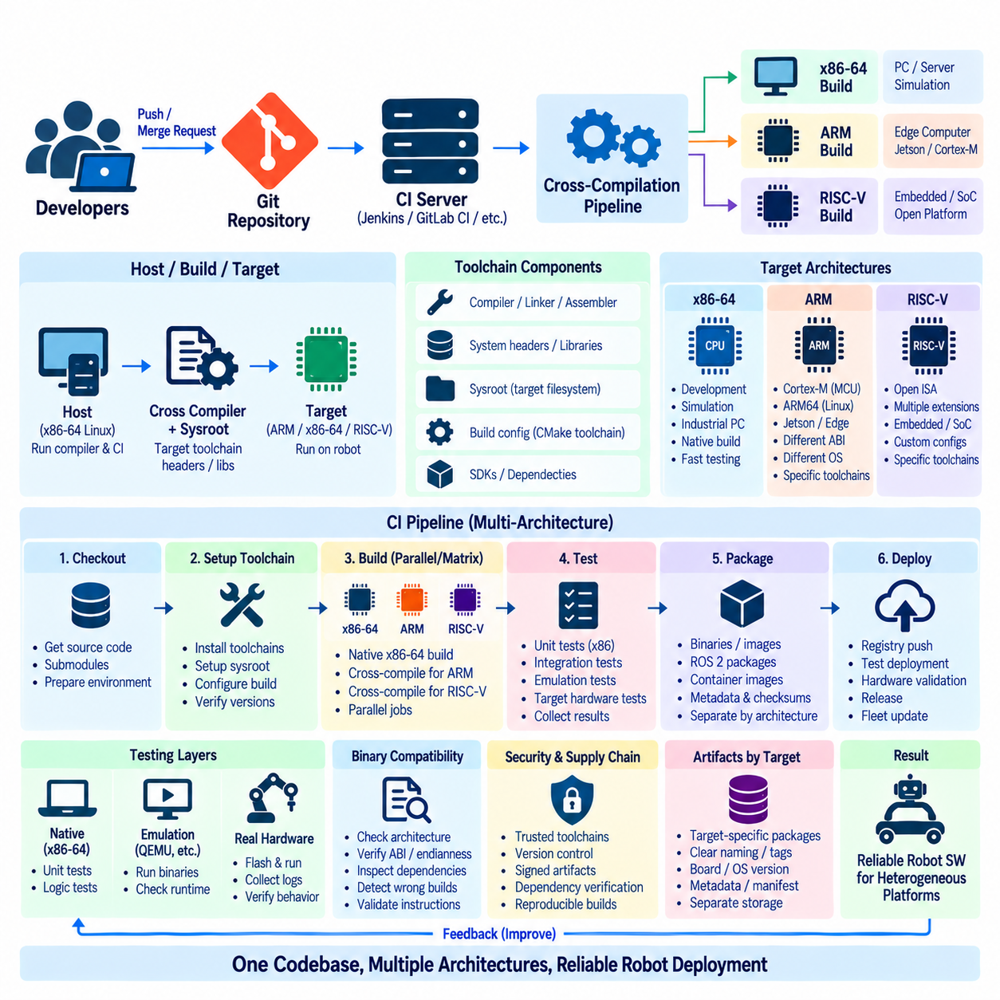 Developers
Push /
Merge Request
Git
Repository
CI Server
(Jenkins / GitLab CI / etc.)
Cross-Compilation
Pipeline
x86-64
Build
PC / Server
Simulation
ARM
Build
Edge Computer
Jetson / Cortex-M
RISC-V
Build
Embedded / SoC
Open Platform
Host / Build / Target
Host
(x86-64 Linux)
Run compiler & CI
Cross Compiler
+ Sysroot
Target toolchain
headers / libs
Target
(ARM / x86-64 / RISC-V)
Run on robot
Toolchain Components
Compiler / Linker / Assembler
System headers / Libraries
Sysroot (target filesystem)
Build config (CMake toolchain)
SDKs / Dependecties
Target Architectures
x86-64
CPU
• Development
• Simulation
• Industrial PC
• Native build
• Fast testing
ARM
ARM
• Cortex-M (MCU)
• ARM64 (Linux)
• Jetson / Edge
• Different ABI
• Different OS
• Specific toolchains
RISC-V
RISC-V
• Open ISA
• Multiple extensions
• Embedded / SoC
• Custom configs
• Specific toolchains
CI Pipeline (Multi-Architecture)
1. Checkout
• Get source code
• Submodules
• Prepare environment
2. Setup Toolchain
• Install toolchains
• Setup sysroot
• Configure build
• Verify versions
3. Build (Parallel/Matrix)
x86-64
ARM
RISC-V
• Native x86-64 build
• Cross-compile for ARM
• Cross-compile for RISC-V
• Parallel jobs
4. Test
• Unit tests (x86)
• Integration tests
• Emulation tests
• Target hardware tests
• Collect results
5. Package
• Binaries / images
• ROS 2 packages
• Container images
• Metadata & checksums
• Separate by architecture
6. Deploy
• Registry push
• Test deployment
• Hardware validation
• Release
• Fleet update
Testing Layers
Native
(x86-64)
• Unit tests
• Logic tests
Emulation
(QEMU, etc.)
• Run binaries
• Check runtime
Real Hardware
• Flash & run
• Collect logs
• Verify behavior
Binary Compatibility
• Check architecture
• Verify ABI / endianness
• Inspect dependencies
• Detect wrong builds
• Validate instructions
Security & Supply Chain
• Trusted toolchains
• Version control
• Signed artifacts
• Dependency verification
• Reproducible builds
Artifacts by Target
• Target-specific packages
• Clear naming / tags
• Board / OS version
• Metadata / manifest
• Separate storage
Result
Reliable Robot SW
for Heterogeneous
Platforms
Feedback (Improve)
One Codebase, Multiple Architectures, Reliable Robot Deployment